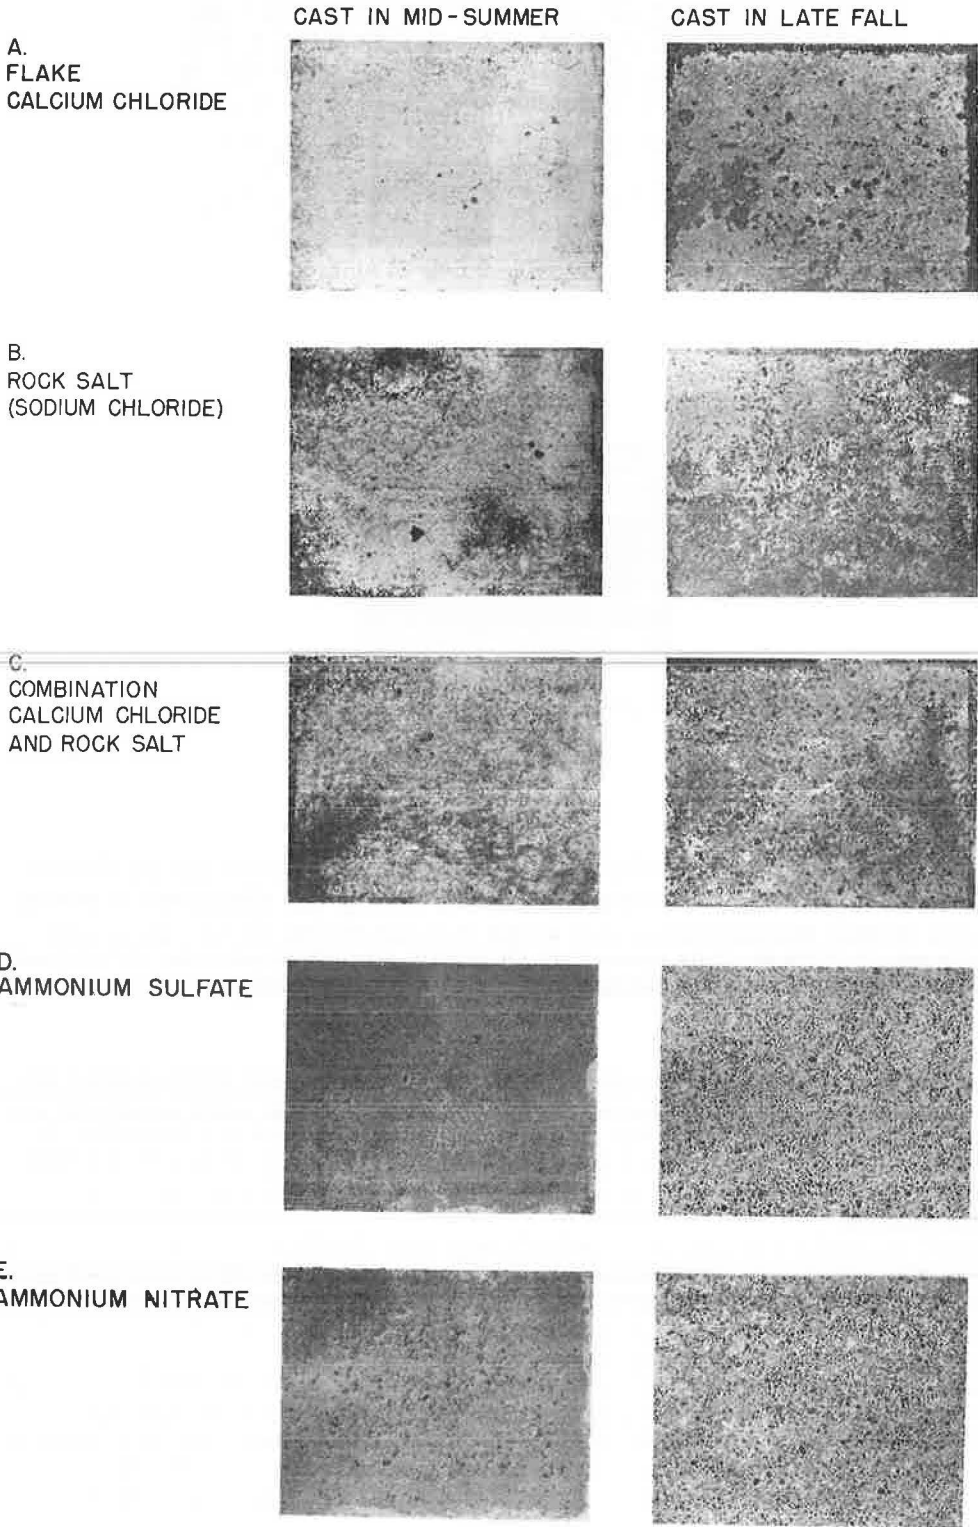 CAST IN MID-SUMMER
CAST IN LATE FALL
A.
FLAKE
CALCIUM CHLORIDE
B.
ROCK SALT
(SODIUM CHLORIDE)
C.
COMBINATION
CALCIUM CHLORIDE
AND ROCK SALT
D.
AMMONIUM SULFATE
E.
AMMONIUM NITRATE